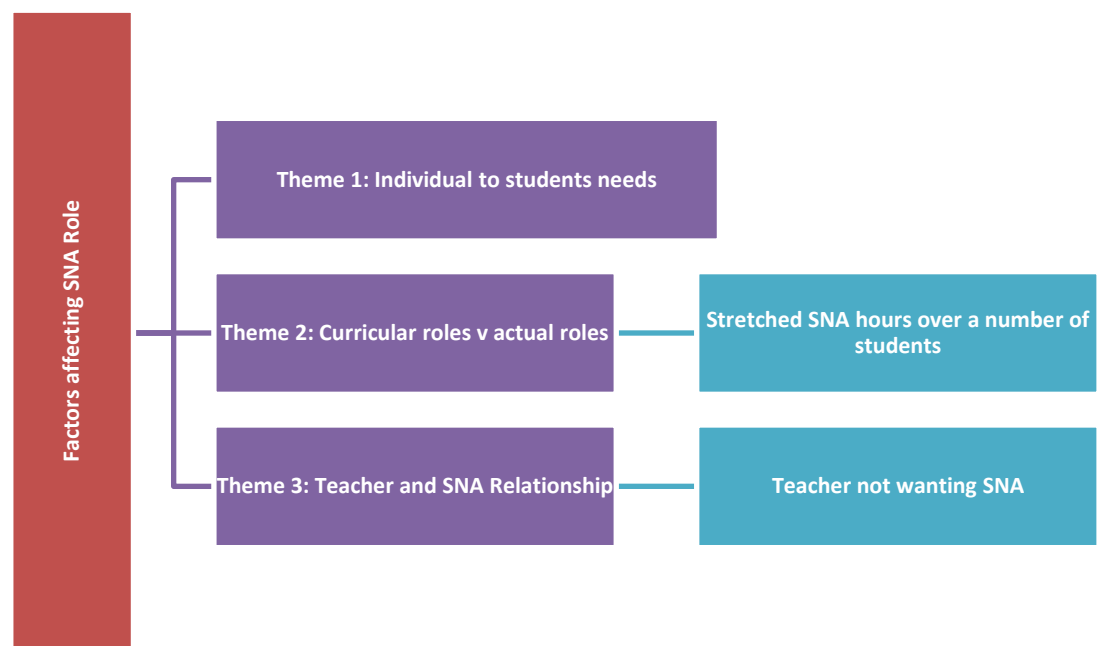 Factors affecting SNA Role
Theme 1: Individual to students needs
Theme 2: Curricular roles v actual roles
Stretched SNA hours over a number of
students
Theme 3: Teacher and SNA Relationship
Teacher not wanting SNA